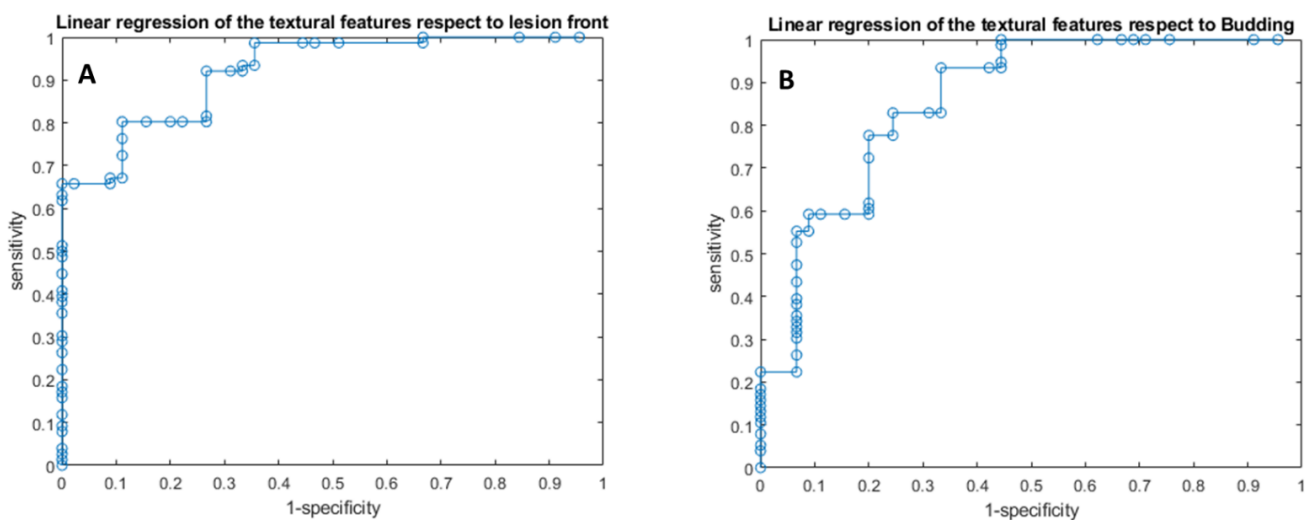 Linear regression of the textural features respect to lesion front
A
1
0.9
0.8
0.7
0.6
0.5
0.4
0.3
0.2
0.1
0
sensitivity
0 0.1 0.2 0.3 0.4 0.5 0.6 0.7 0.8 0.9 1
1-specificity
Linear regression of the textural features respect to Budding
B
1
0.9
0.8
0.7
0.6
0.5
0.4
0.3
0.2
0.1
0
sensitivity
0 0.1 0.2 0.3 0.4 0.5 0.6 0.7 0.8 0.9 1
1-specificity